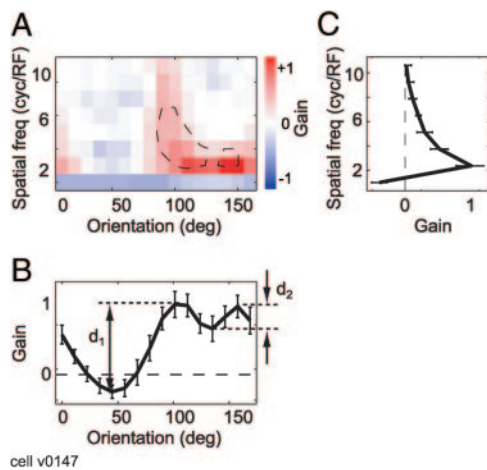 A
Spatial freq (cyc/RF)
10
6
2
0 50 100 150
Orientation (deg)
+1
0
-1
Gain
C
Spatial freq (cyc/RF)
10
6
2
0 1
Gain
B
Gain
1
0
d1
d2
0 50 100 150
Orientation (deg)
cell v0147